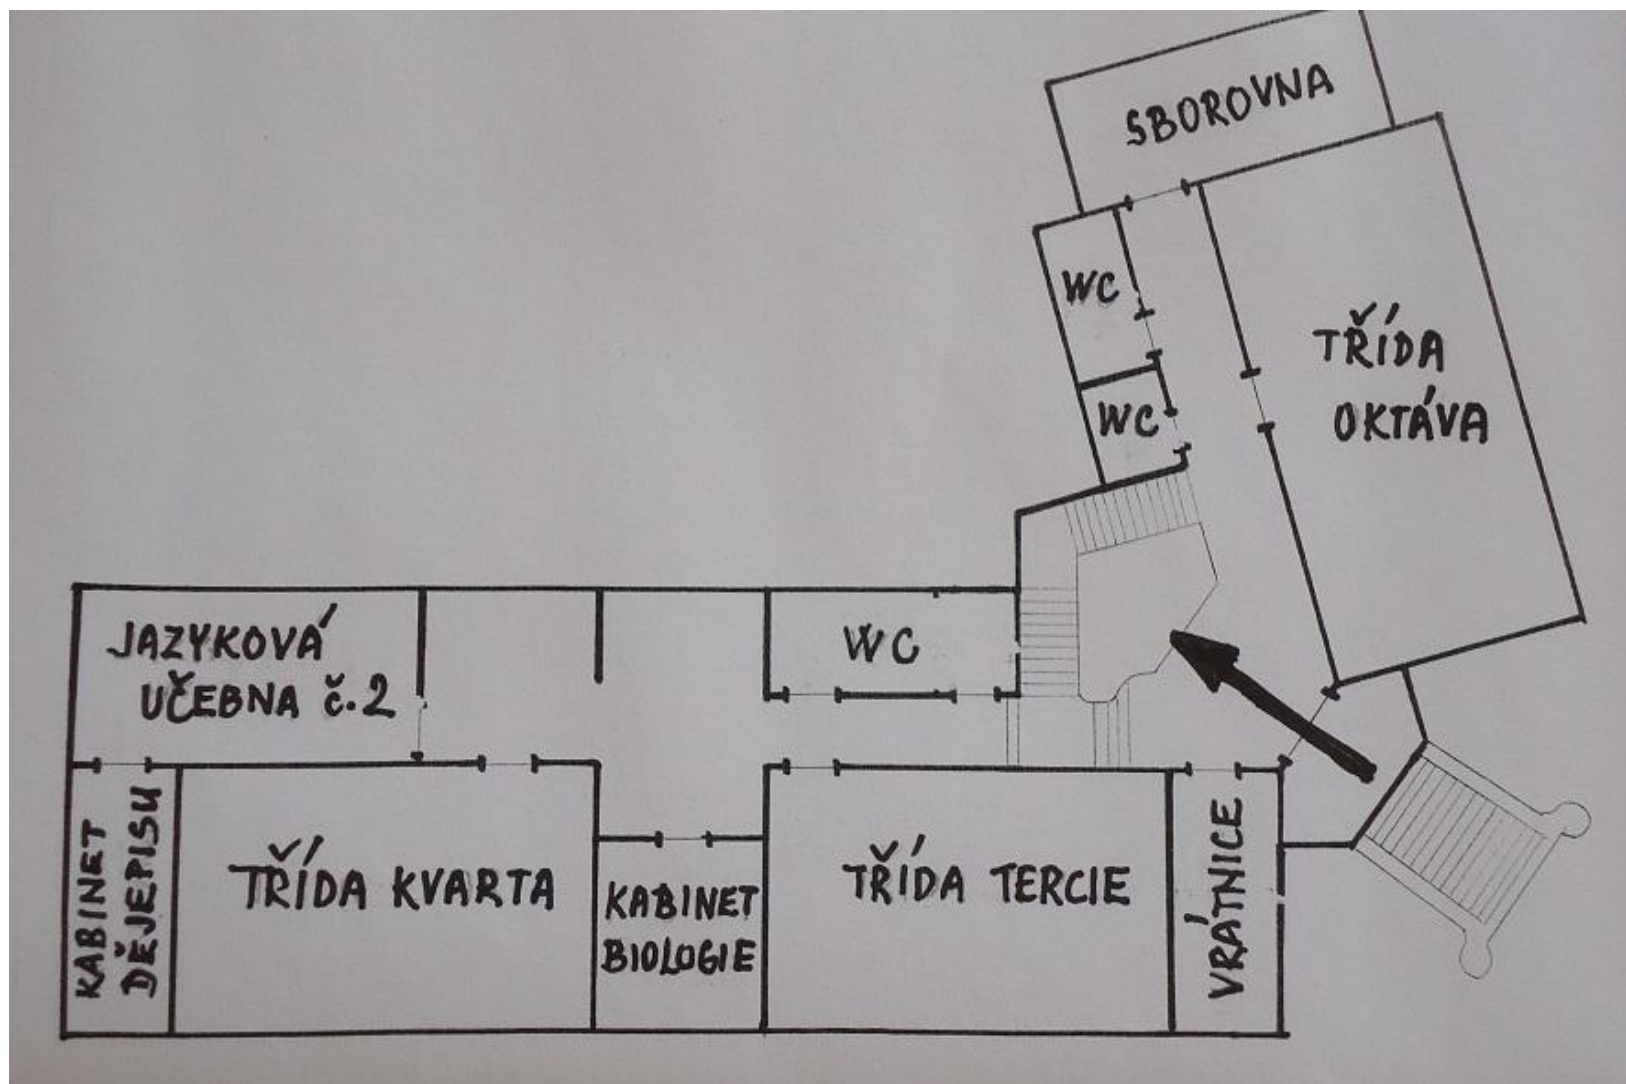 SBOROVNA
WC
TŘÍDA
OKTÁVA
WC
JAZYKOVÁ
UČEBNA č.2
WC
KABINET
DĚJEPISU
TŘÍDA KVARTA
KABINET
BIOLOGIE
TŘÍDA TERCIE
VRÁTNICE